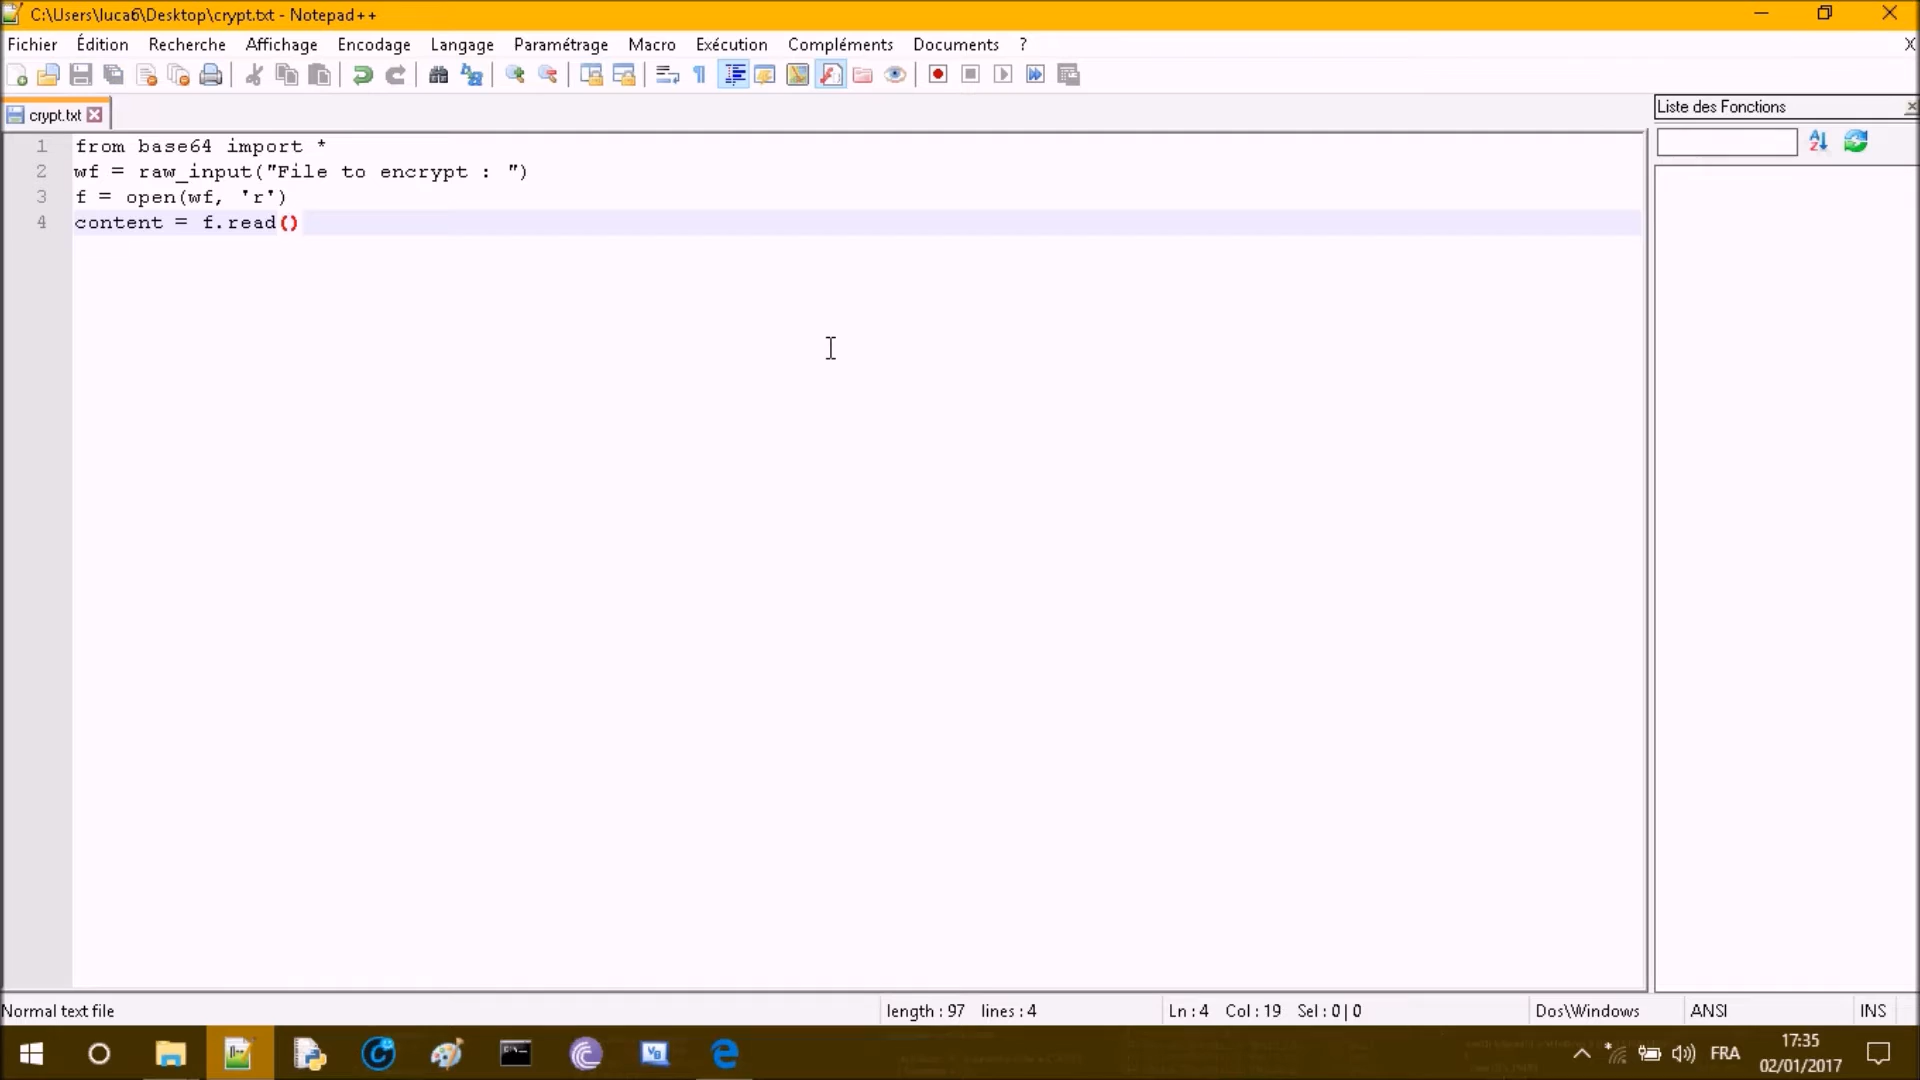 C:\Users\luca6\Desktop\crypt.txt - Notepad++
Fichier Édition Recherche Affichage Encodage Langage Paramétrage Macro Exécution Compléments Documents ? X
crypt.txt
Liste des Fonctions
1 from base64 import *
2 wf = raw_input("File to encrypt : ")
3 f = open(wf, 'r')
4 content = f.read()
Normal text file length : 97 lines : 4 Ln : 4 Col : 19 Sel : 0 | 0 Dos\Windows ANSI INS
FRA
17:35
02/01/2017